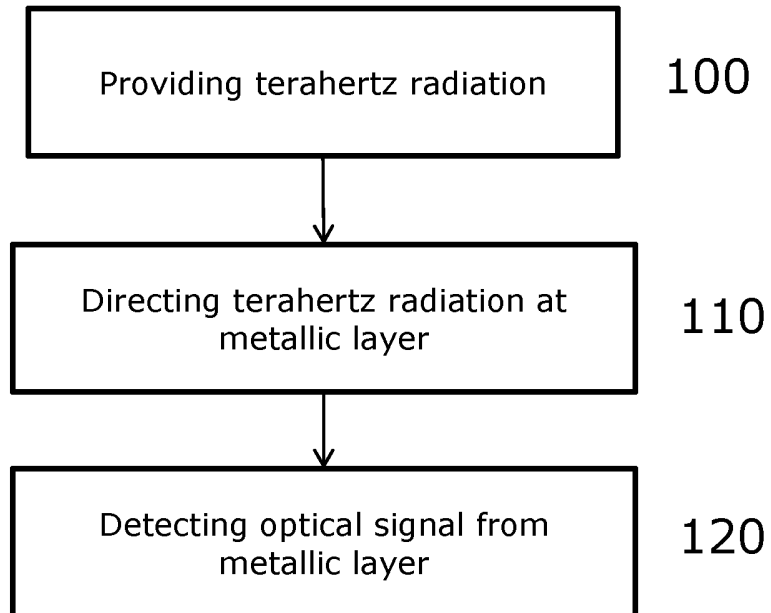 Providing terahertz radiation
100
Directing terahertz radiation at
metallic layer
110
Detecting optical signal from
metallic layer
120